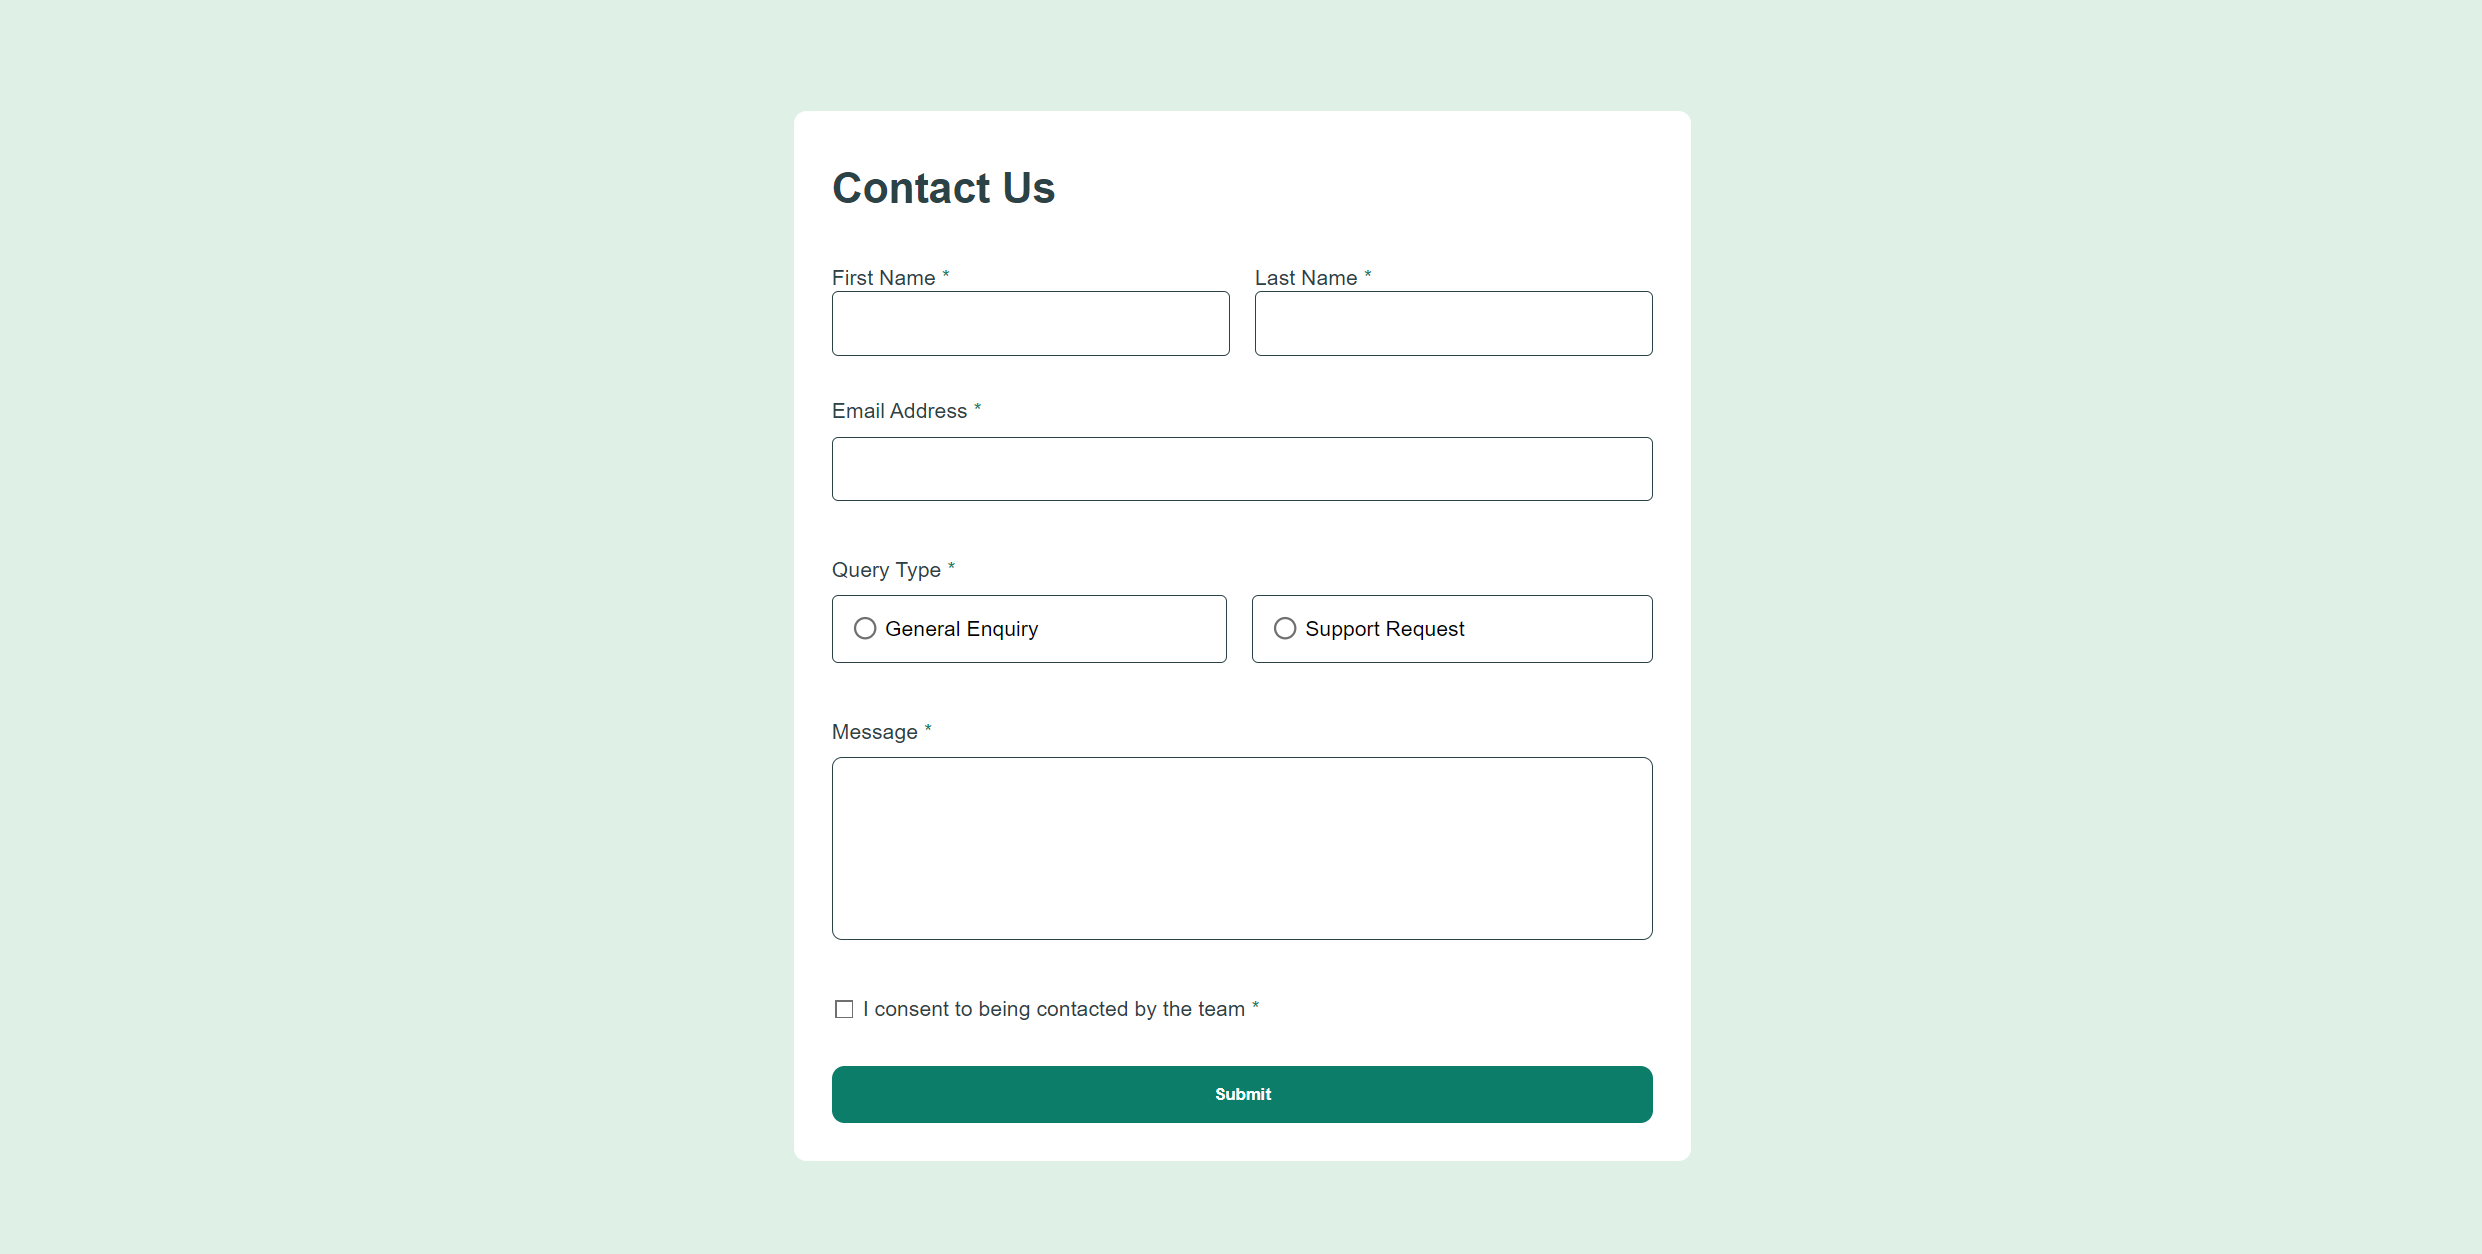 Contact Us
First Name * Last Name *
Email Address *
Query Type *
General Enquiry Support Request
Message *
I consent to being contacted by the team *
Submit